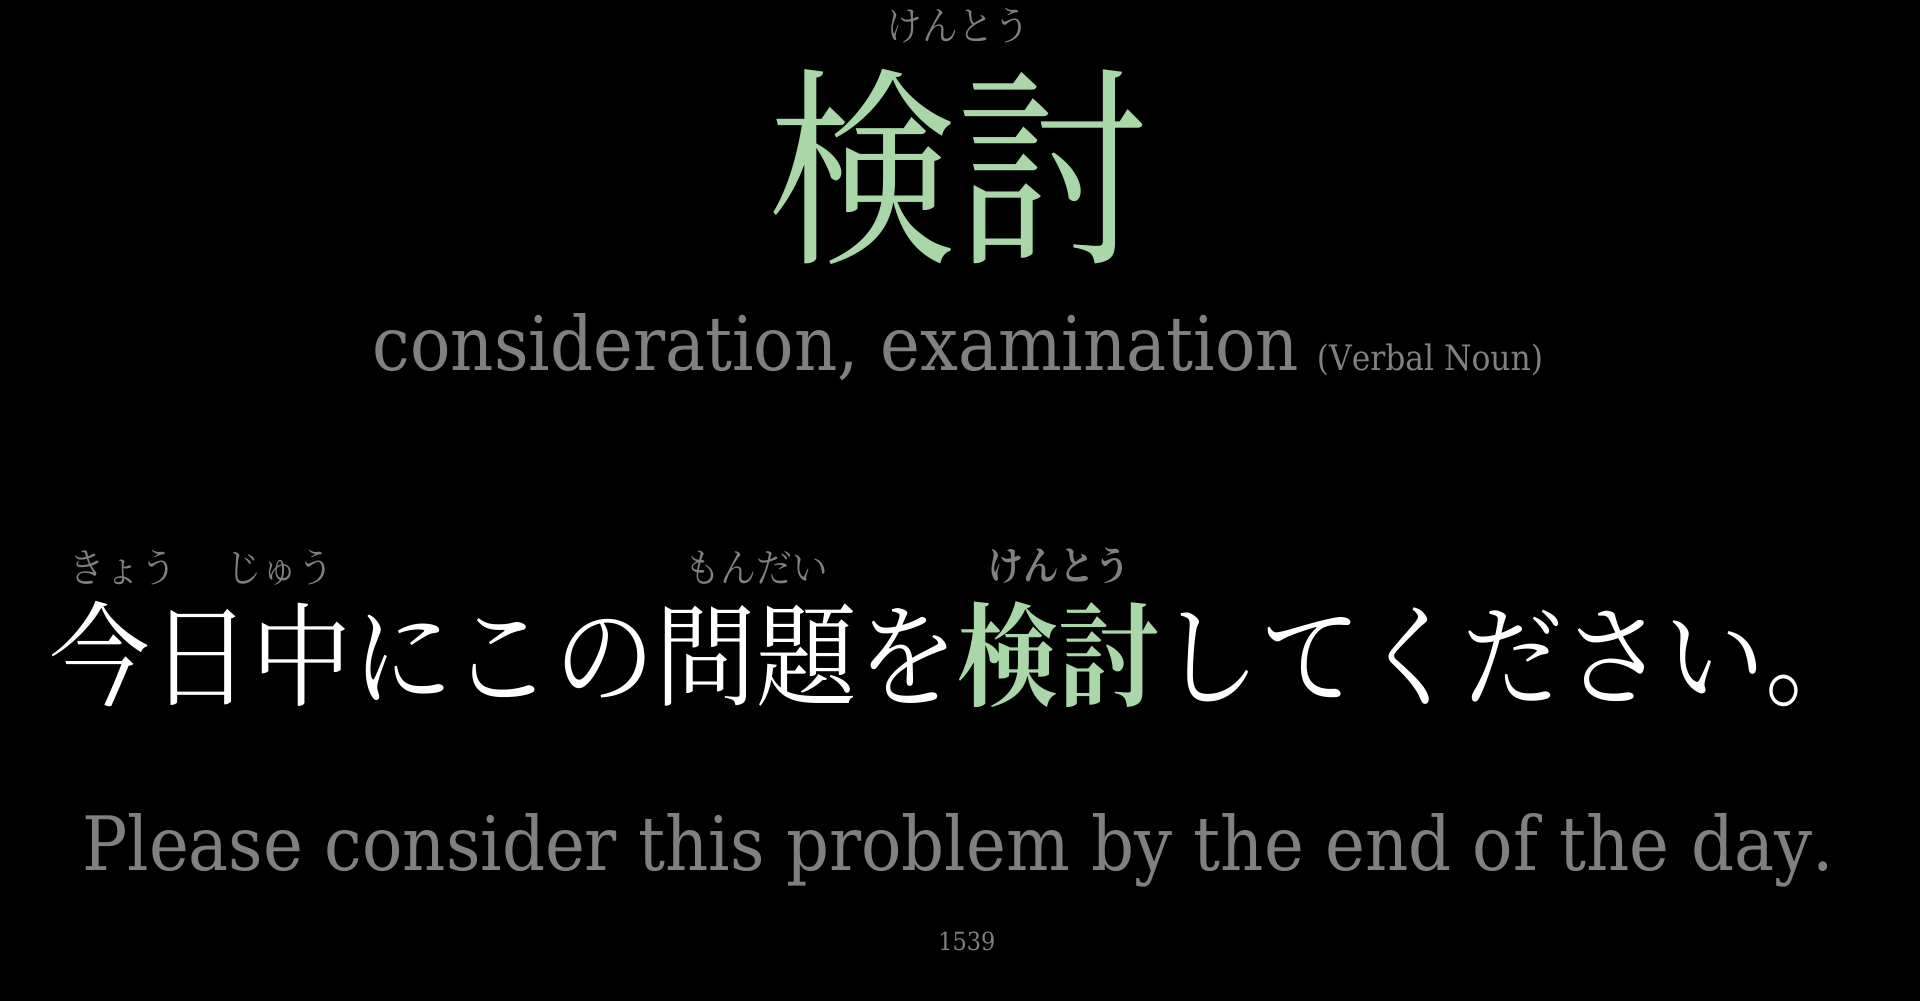 けんとう
検討
consideration, examination (Verbal Noun)
きょう じゅう もんだい けんとう
今日中にこの問題を検討してください。
Please consider this problem by the end of the day.
1539